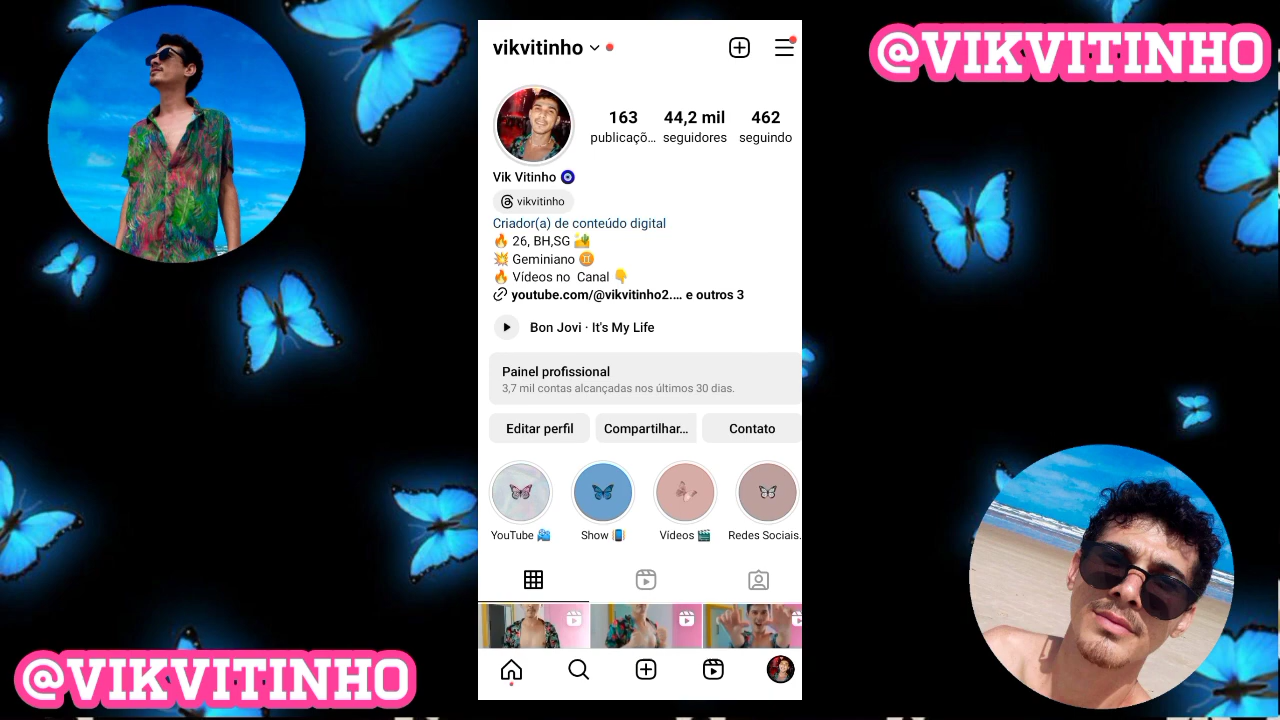 @VIKVITINHO
vikvitinho
163
44,2 mil
462
publicaçõ...
seguidores
seguindo
Vik Vitinho 🧿
vikvitinho
Criador(a) de conteúdo digital
🔥 26, BH,SG 🏜️
💥 Geminiano ♊
🔥 Vídeos no Canal 👇
youtube.com/@vikvitinho2.... e outros 3
Bon Jovi · It's My Life
Painel profissional
3,7 mil contas alcançadas nos últimos 30 dias.
Editar perfil
Compartilhar...
Contato
YouTube
Show
Vídeos 🎬
Redes Sociais.
@VIKVITINHO